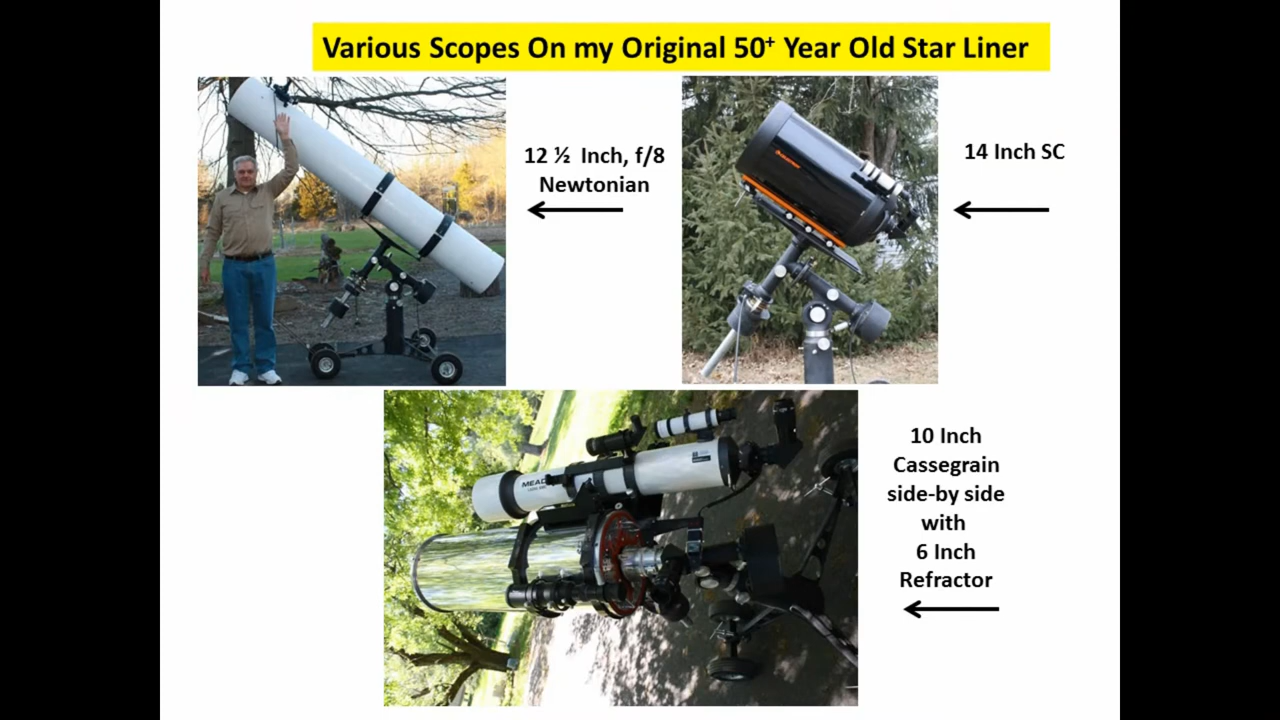 Various Scopes On my Original 50+ Year Old Star Liner
12 ½ Inch, f/8
Newtonian
14 Inch SC
10 Inch
Cassegrain
side-by side
with
6 Inch
Refractor